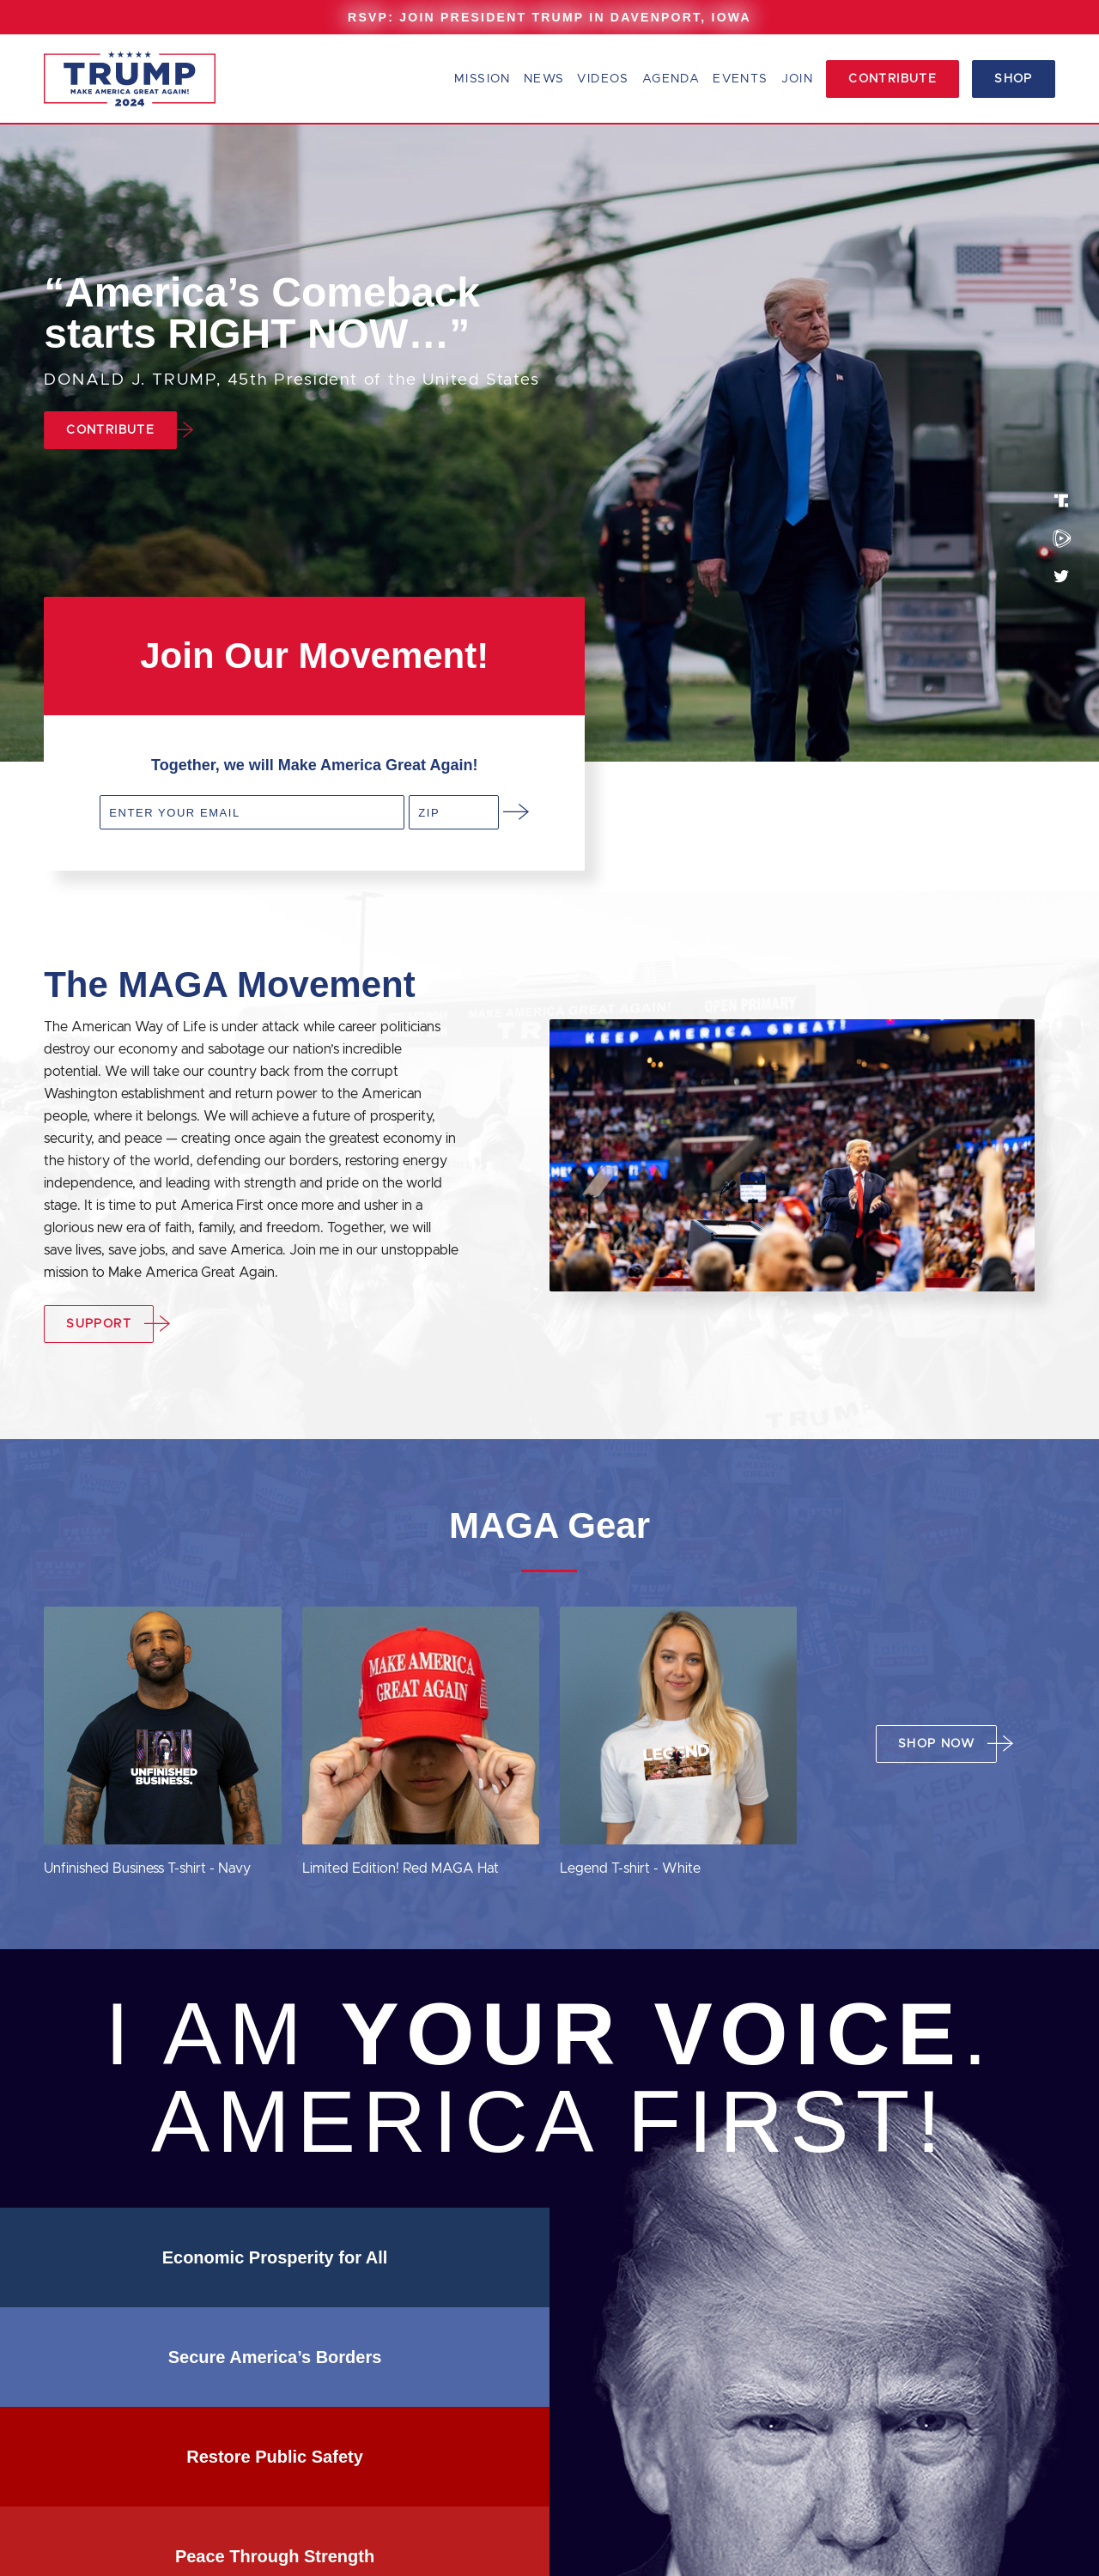 RSVP: JOIN PRESIDENT TRUMP IN DAVENPORT, IOWA
TRUMP
MAKE AMERICA GREAT AGAIN!
2024
MISSION NEWS VIDEOS AGENDA EVENTS JOIN CONTRIBUTE SHOP
“America’s Comeback
starts RIGHT NOW…”
DONALD J. TRUMP, 45th President of the United States
CONTRIBUTE
Join Our Movement!
Together, we will Make America Great Again!
ENTER YOUR EMAIL ZIP
The MAGA Movement
The American Way of Life is under attack while career politicians
destroy our economy and sabotage our nation's incredible
potential. We will take our country back from the corrupt
Washington establishment and return power to the American
people, where it belongs. We will achieve a future of prosperity,
security, and peace — creating once again the greatest economy in
the history of the world, defending our borders, restoring energy
independence, and leading with strength and pride on the world
stage. It is time to put America First once more and usher in a
glorious new era of faith, family, and freedom. Together, we will
save lives, save jobs, and save America. Join me in our unstoppable
mission to Make America Great Again.
SUPPORT
MAKE AMERICA GREAT AGAIN!
OPEN PRIMARY
KEEP AMERICA GREAT!
TRUMP
MAGA Gear
UNFINISHED
BUSINESS.
MAKE AMERICA
GREAT AGAIN
LEGEND
SHOP NOW
Unfinished Business T-shirt - Navy
Limited Edition! Red MAGA Hat
Legend T-shirt - White
I AM YOUR VOICE.
AMERICA FIRST!
Economic Prosperity for All
Secure America’s Borders
Restore Public Safety
Peace Through Strength